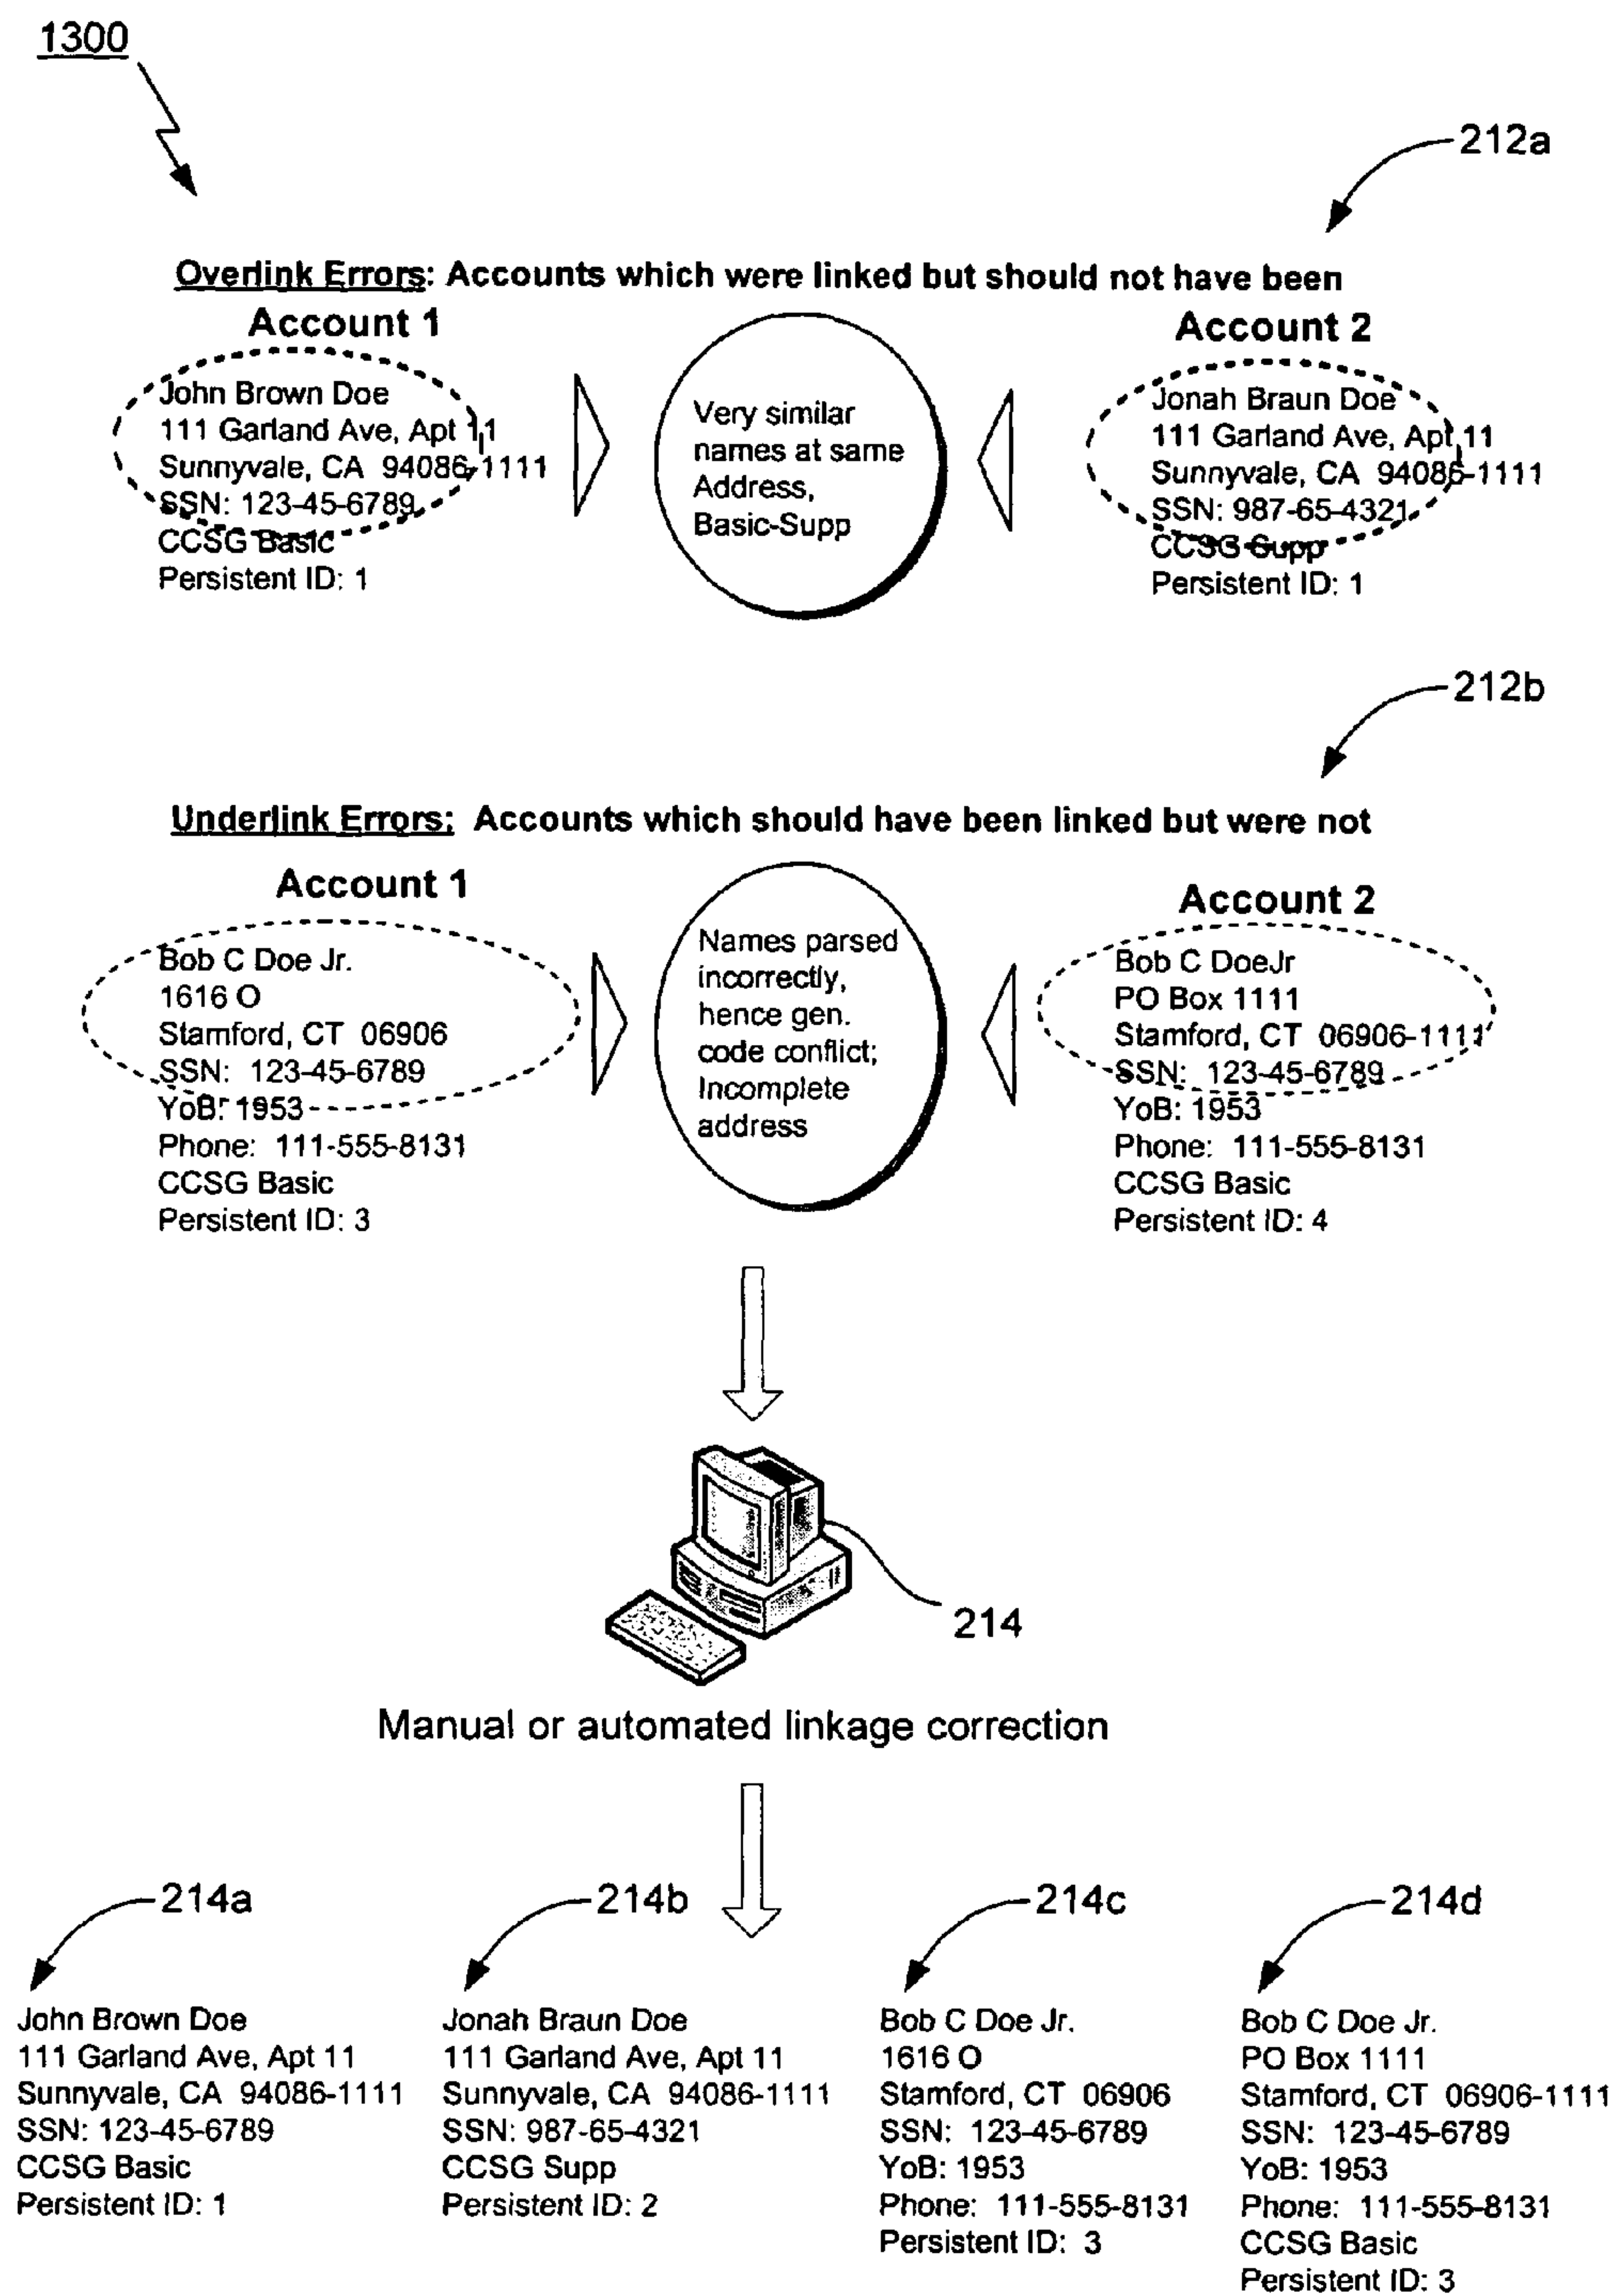 1300
212a
Overlink Errors: Accounts which were linked but should not have been
Account 1
John Brown Doe
111 Garland Ave, Apt 11
Sunnyvale, CA 94086-1111
SSN: 123-45-6789
CCSG Basic
Persistent ID: 1
Very similar
names at same
Address,
Basic-Supp
Account 2
Jonah Braun Doe
111 Garland Ave, Apt 11
Sunnyvale, CA 94086-1111
SSN: 987-65-4321
CCSG Supp
Persistent ID: 1
212b
Underlink Errors: Accounts which should have been linked but were not
Account 1
Bob C Doe Jr.
1616 O
Stamford, CT 06906
SSN: 123-45-6789
YoB: 1953
Phone: 111-555-8131
CCSG Basic
Persistent ID: 3
Names parsed
incorrectly,
hence gen.
code conflict;
Incomplete
address
Account 2
Bob C DoeJr
PO Box 1111
Stamford, CT 06906-1111
SSN: 123-45-6789
YoB: 1953
Phone: 111-555-8131
CCSG Basic
Persistent ID: 4
214
Manual or automated linkage correction
214a
John Brown Doe
111 Garland Ave, Apt 11
Sunnyvale, CA 94086-1111
SSN: 123-45-6789
CCSG Basic
Persistent ID: 1
214b
Jonah Braun Doe
111 Garland Ave, Apt 11
Sunnyvale, CA 94086-1111
SSN: 987-65-4321
CCSG Supp
Persistent ID: 2
214c
Bob C Doe Jr.
1616 O
Stamford, CT 06906
SSN: 123-45-6789
YoB: 1953
Phone: 111-555-8131
Persistent ID: 3
214d
Bob C Doe Jr.
PO Box 1111
Stamford, CT 06906-1111
SSN: 123-45-6789
YoB: 1953
Phone: 111-555-8131
CCSG Basic
Persistent ID: 3